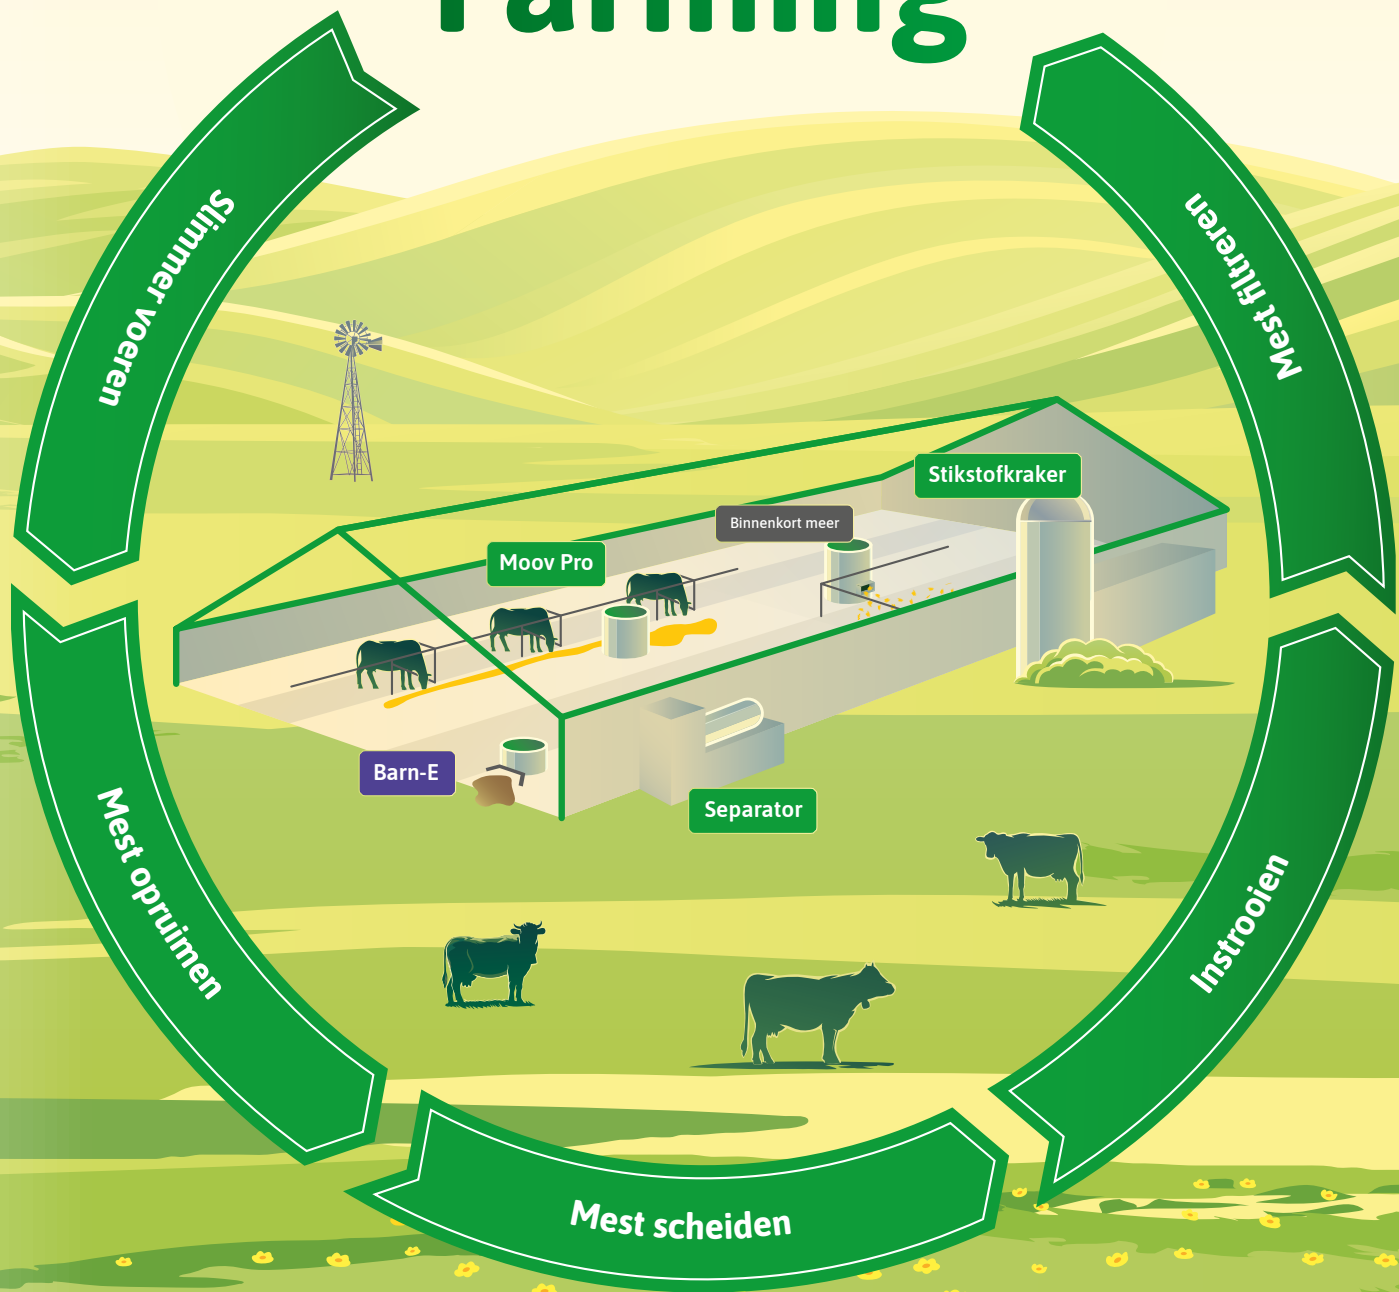 Farming
Slimmer voeren
Mest filtreren
Stikstofkraker
Binnenkort meer
Moov Pro
Barn-E
Separator
Mest opruimen
Instrooien
Mest scheiden